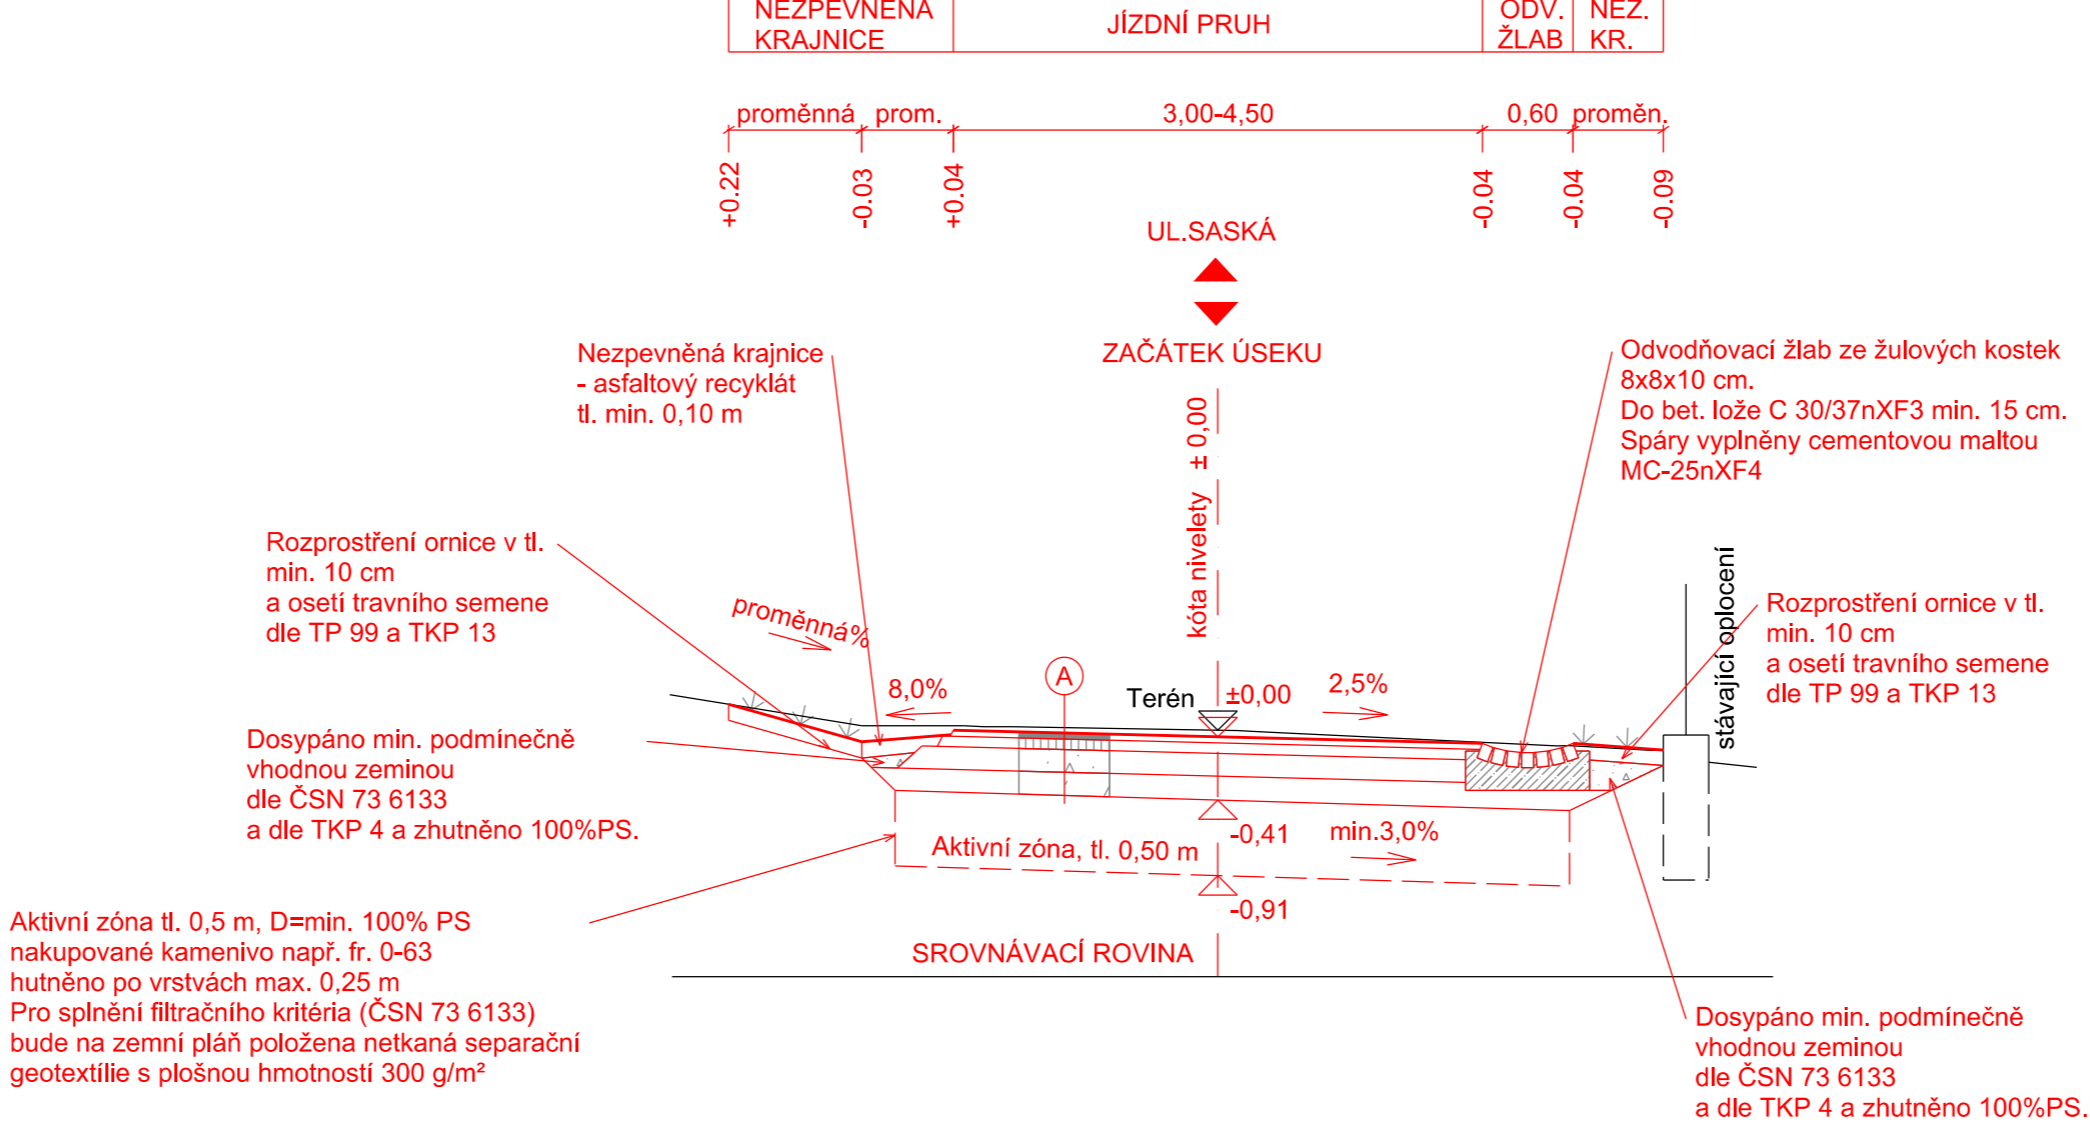 NEZPEVNĚNÁ
KRAJNICE
JÍZDNÍ PRUH
ODV.
ŽLAB
NEZ.
KR.
proměnná
prom.
3,00-4,50
0,60
proměn.
+0.22
-0.03
+0.04
-0.04
-0.04
-0.09
UL.SASKÁ
ZAČÁTEK ÚSEKU
kóta nivelety ± 0,00
Nezpevněná krajnice
- asfaltový recyklát
tl. min. 0,10 m
Odvodňovací žlab ze žulových kostek
8x8x10 cm.
Do bet. lože C 30/37nXF3 min. 15 cm.
Spáry vyplněny cementovou maltou
MC-25nXF4
Rozprostření ornice v tl.
min. 10 cm
a osetí travního semene
dle TP 99 a TKP 13
proměnná%
8,0%
A
Terén
±0,00
2,5%
stávající oplocení
Rozprostření ornice v tl.
min. 10 cm
a osetí travního semene
dle TP 99 a TKP 13
Dosypáno min. podmínečně
vhodnou zeminou
dle ČSN 73 6133
a dle TKP 4 a zhutněno 100%PS.
-0,41
min.3,0%
Aktivní zóna, tl. 0,50 m
-0,91
SROVNÁVACÍ ROVINA
Aktivní zóna tl. 0,5 m, D=min. 100% PS
nakupované kamenivo např. fr. 0-63
hutněno po vrstvách max. 0,25 m
Pro splnění filtračního kritéria (ČSN 73 6133)
bude na zemní pláň položena netkaná separační
geotextílie s plošnou hmotností 300 g/m²
Dosypáno min. podmínečně
vhodnou zeminou
dle ČSN 73 6133
a dle TKP 4 a zhutněno 100%PS.